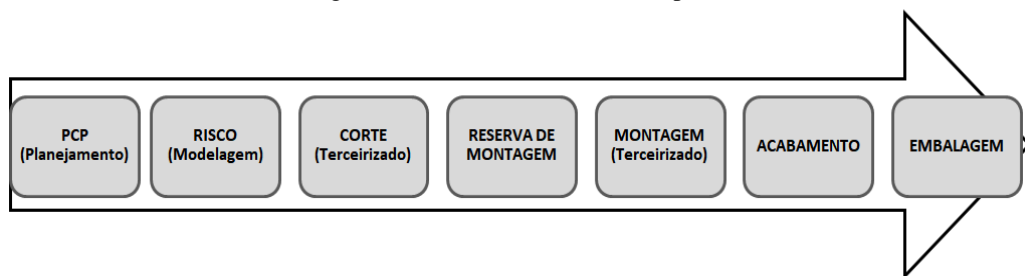 PCP
(Planejamento)
RISCO
(Modelagem)
CORTE
(Terceirizado)
RESERVA DE
MONTAGEM
MONTAGEM
(Terceirizado)
ACABAMENTO
EMBALAGEM